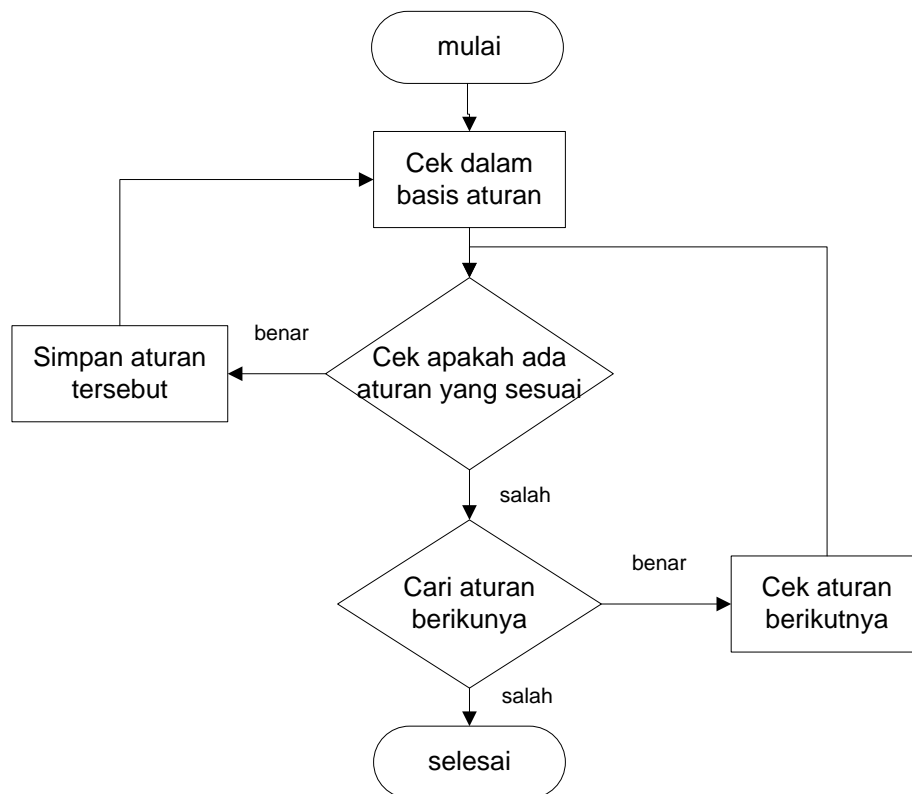 mulai
Cek dalam
basis aturan
benar
Simpan aturan
tersebut
Cek apakah ada
aturan yang sesuai
salah
Cari aturan
berikunya
benar
Cek aturan
berikutnya
salah
selesai